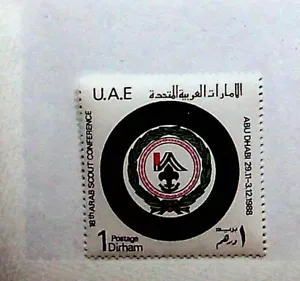 U.A.E
الإمارات العربية المتحدة
18th ARAB SCOUT CONFERENCE
ABU DHABI 29.11-3.12.1988
1 Postage
Dirham
بريد
١ درهم